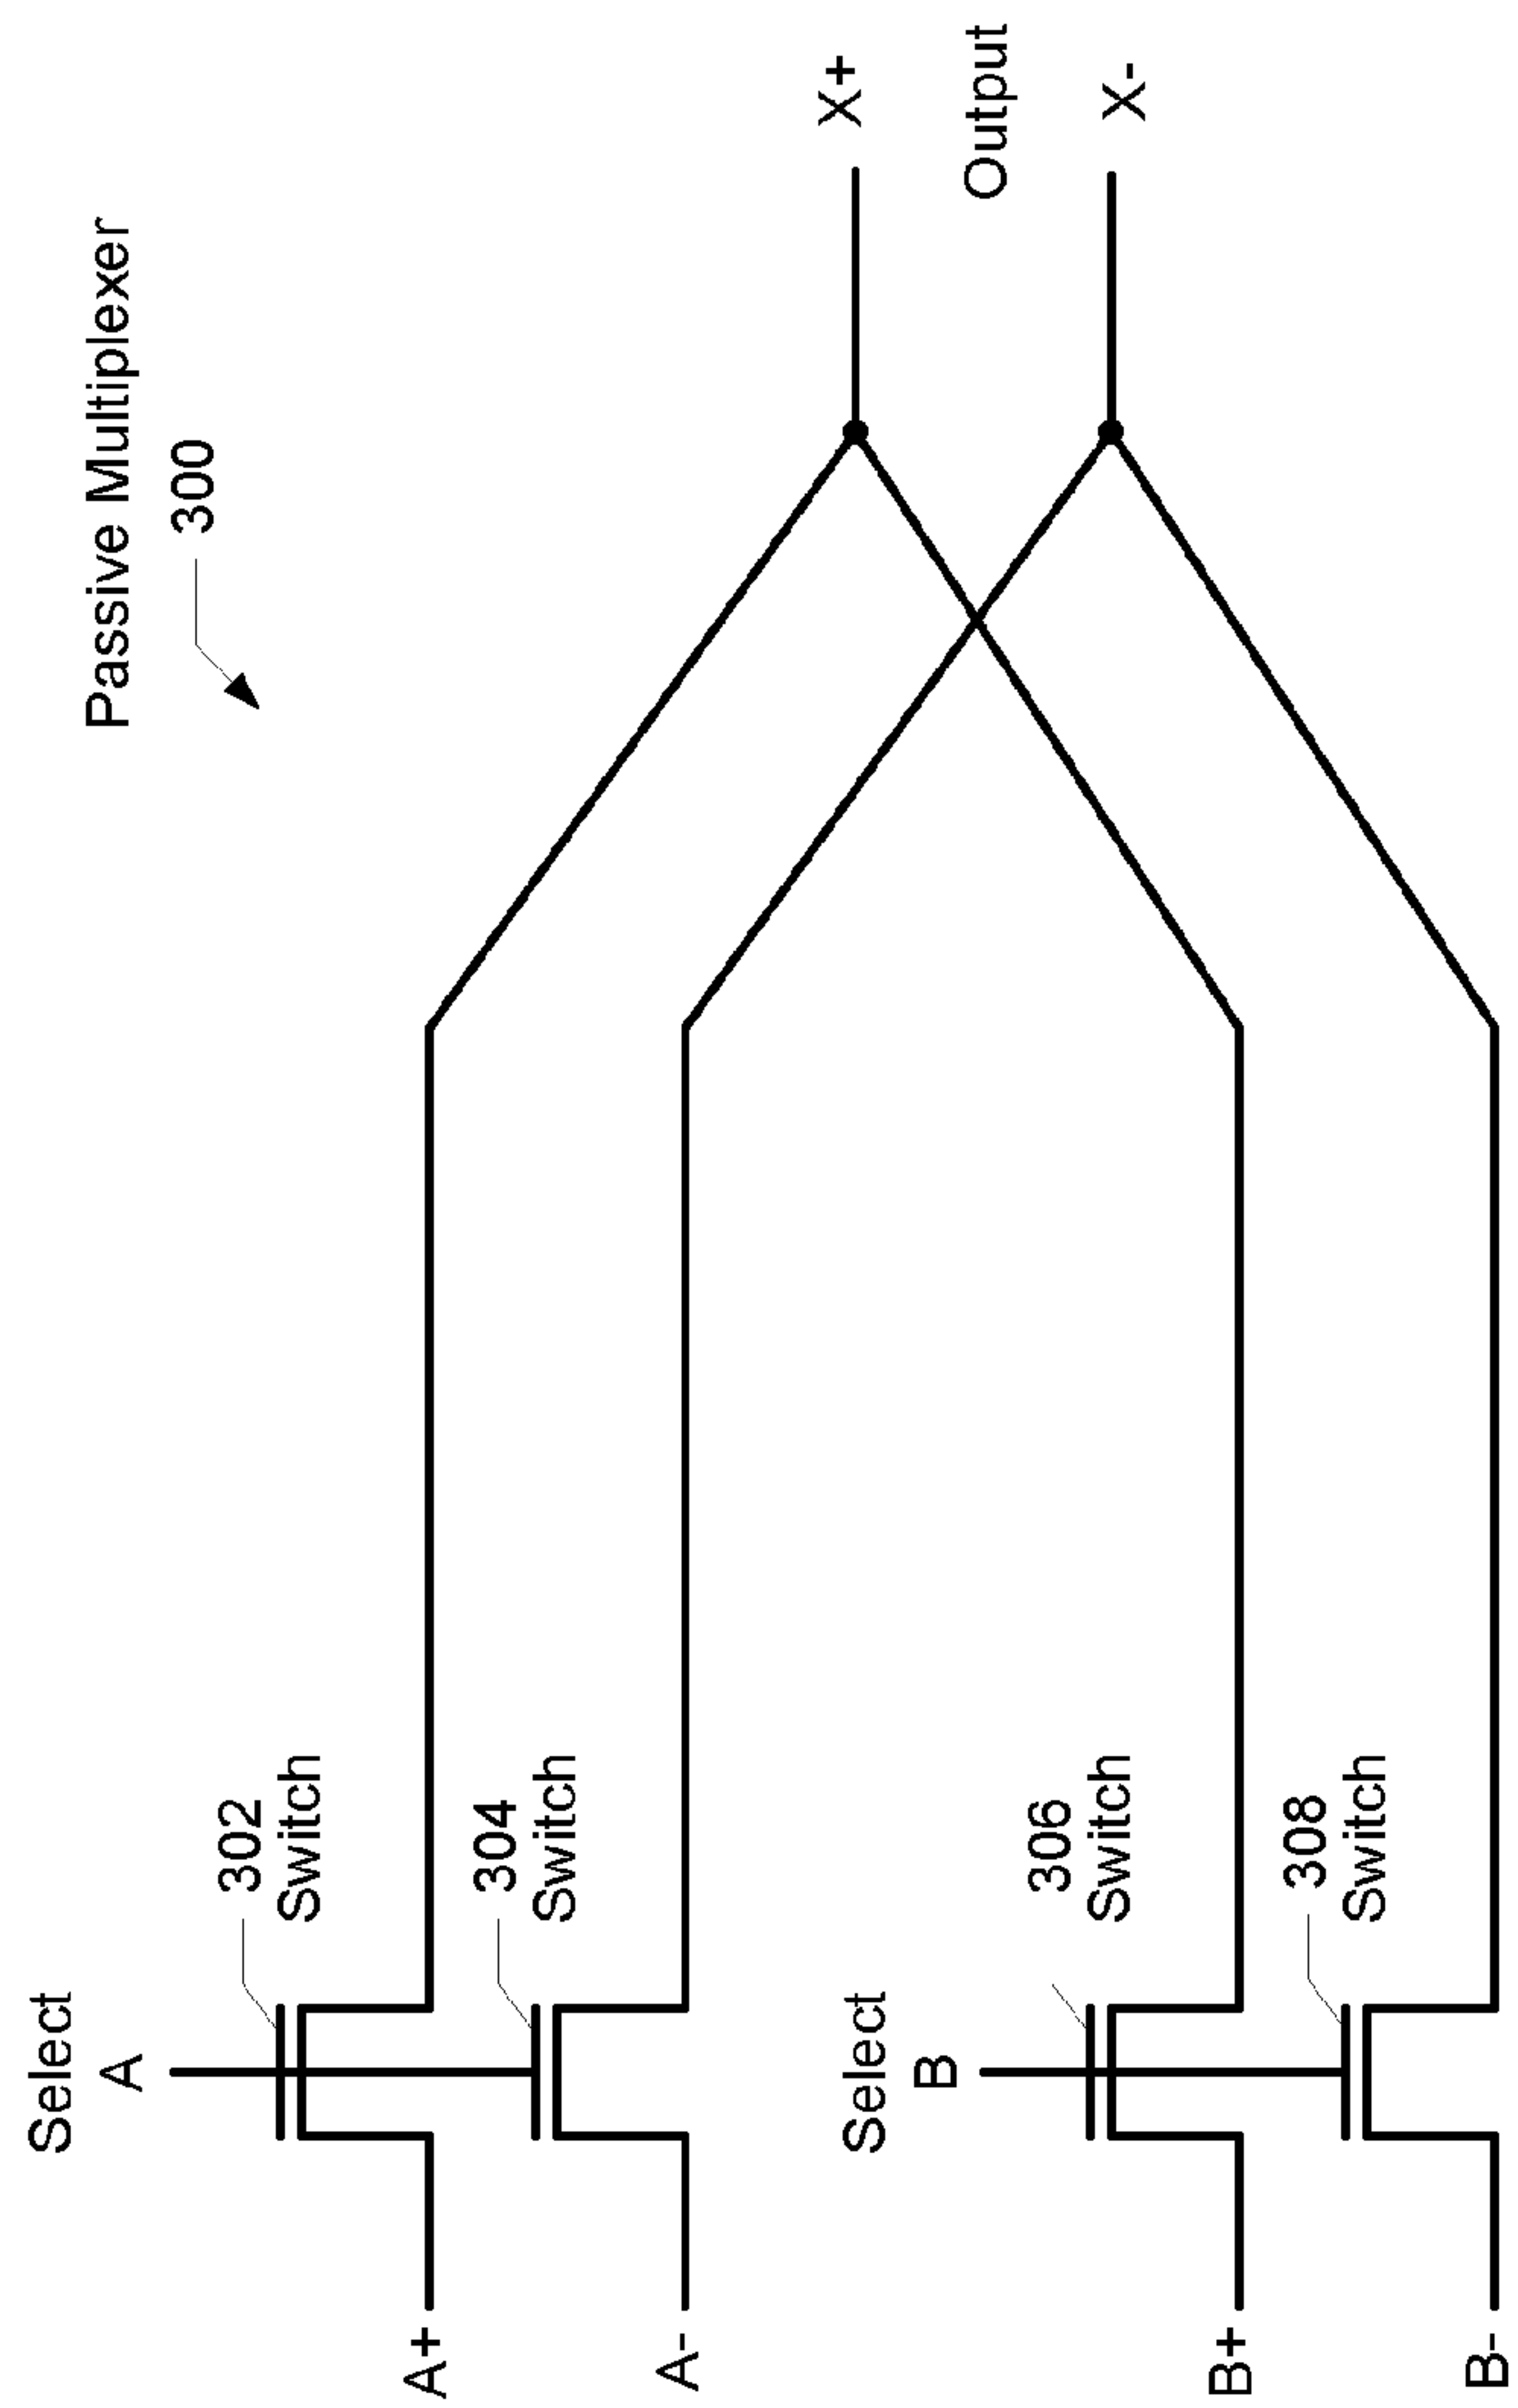 Passive Multiplexer
300
Select
A
302
Switch
A+
304
Switch
A-
X+
Output
X-
Select
B
306
Switch
B+
308
Switch
B-